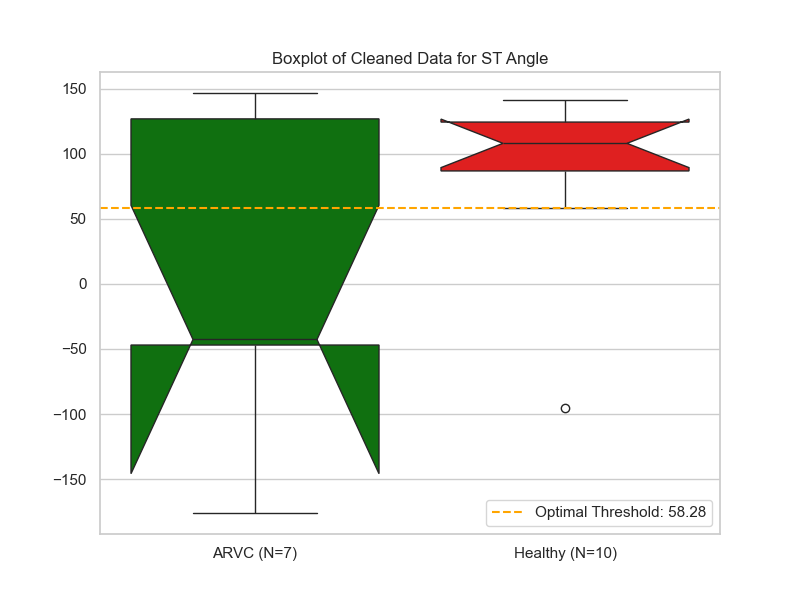 Boxplot of Cleaned Data for ST Angle
150
100
50
0
−50
−100
−150
Optimal Threshold: 58.28
ARVC (N=7)
Healthy (N=10)